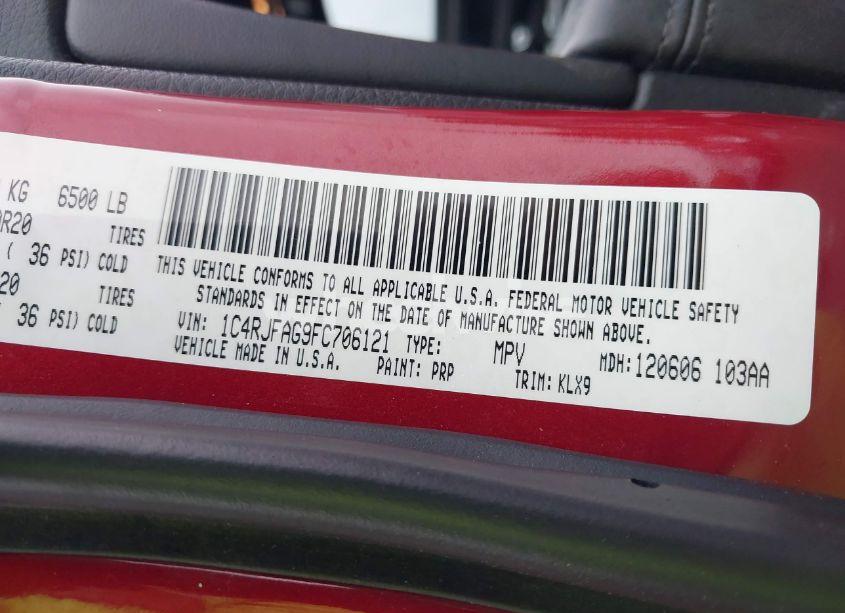 KG 6500 LB
R20 TIRES
( 36 PSI) COLD
20 TIRES
36 PSI) COLD
THIS VEHICLE CONFORMS TO ALL APPLICABLE U.S.A. FEDERAL MOTOR VEHICLE SAFETY
STANDARDS IN EFFECT ON THE DATE OF MANUFACTURE SHOWN ABOVE.
VIN: 1C4RJFAG9FC706121 TYPE: MPV MDH:120606 103AA
VEHICLE MADE IN U.S.A. PAINT: PRP TRIM: KLX9